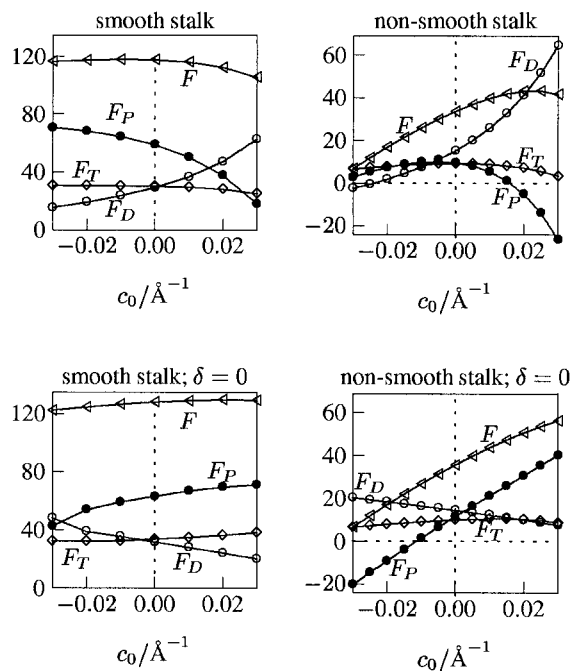 smooth stalk
non-smooth stalk
120
80
40
0
F
F_P
F_T
F_D
−0.02 0.00 0.02
c_0/Å^{−1}
60
40
20
0
−20
F_D
F
F_T
F_P
−0.02 0.00 0.02
c_0/Å^{−1}
smooth stalk; δ = 0
non-smooth stalk; δ = 0
120
80
40
0
F
F_P
F_T
F_D
−0.02 0.00 0.02
c_0/Å^{−1}
60
40
20
0
−20
F
F_D
F_T
F_P
−0.02 0.00 0.02
c_0/Å^{−1}